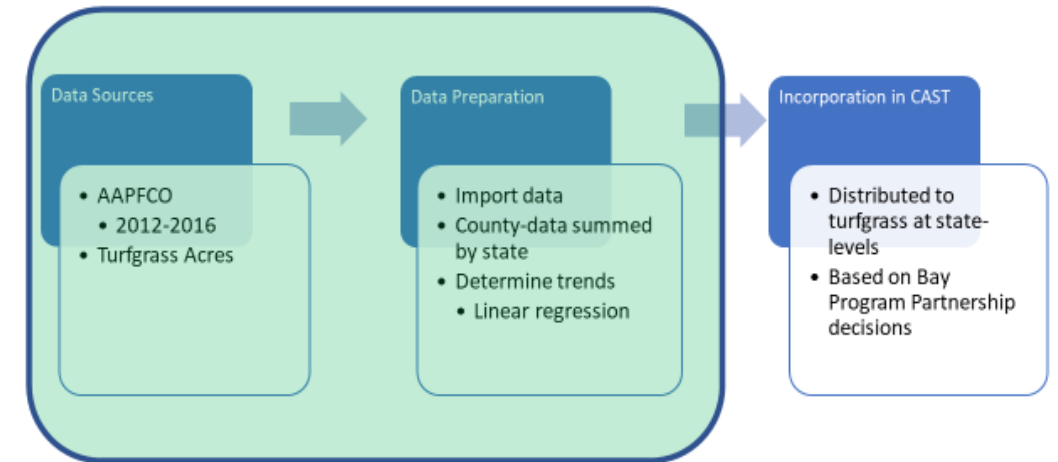 Data Sources
• AAPFCO
• 2012-2016
• Turfgrass Acres
Data Preparation
• Import data
• County-data summed
by state
• Determine trends
• Linear regression
Incorporation in CAST
• Distributed to
turfgrass at state-
levels
• Based on Bay
Program Partnership
decisions